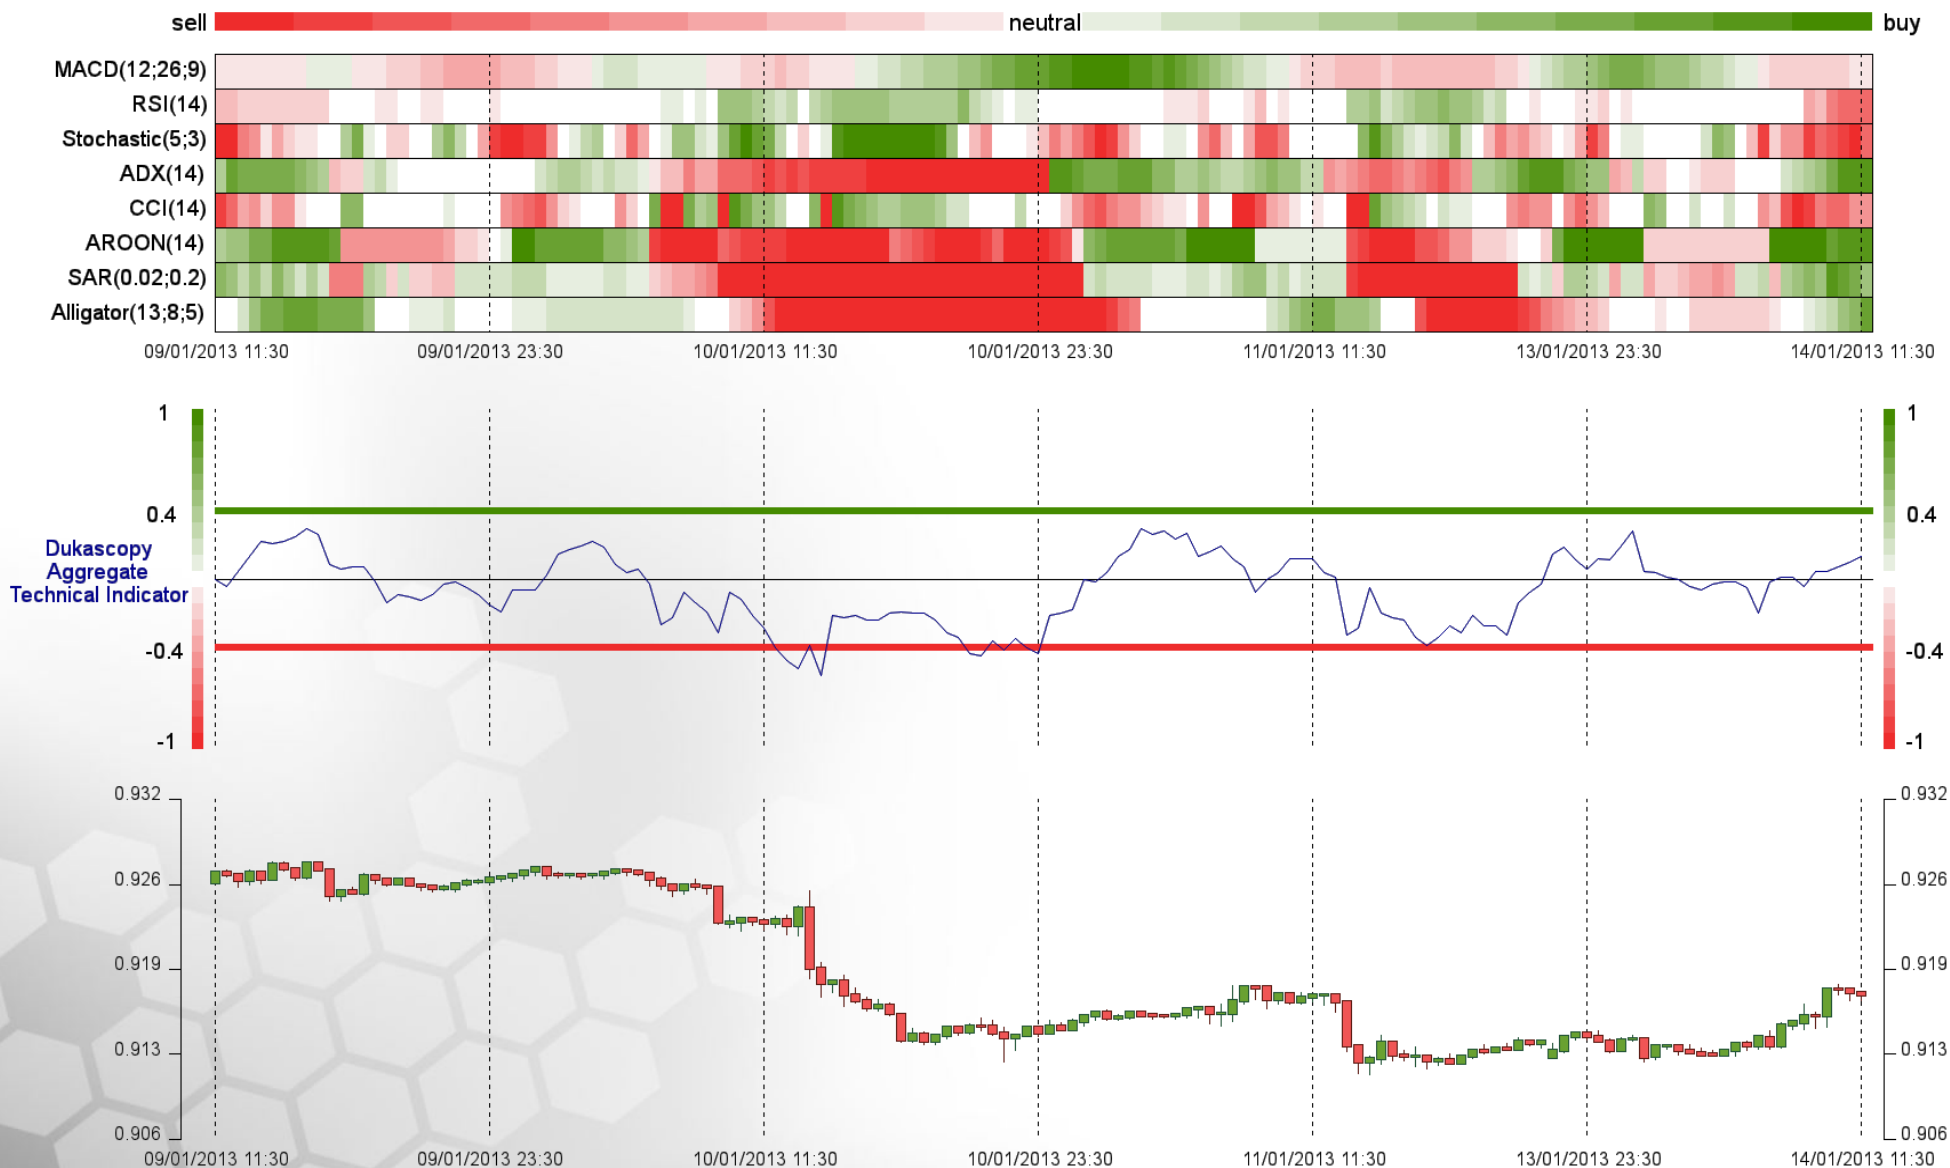 sell neutral buy
MACD(12;26;9)
RSI(14)
Stochastic(5;3)
ADX(14)
CCI(14)
AROON(14)
SAR(0.02;0.2)
Alligator(13;8;5)
09/01/2013 11:30 09/01/2013 23:30 10/01/2013 11:30 10/01/2013 23:30 11/01/2013 11:30 13/01/2013 23:30 14/01/2013 11:30
1 1
0.4 0.4
Dukascopy
Aggregate
Technical Indicator
-0.4 -0.4
-1 -1
0.932 0.932
0.926 0.926
0.919 0.919
0.913 0.913
0.906 0.906
09/01/2013 11:30 09/01/2013 23:30 10/01/2013 11:30 10/01/2013 23:30 11/01/2013 11:30 13/01/2013 23:30 14/01/2013 11:30